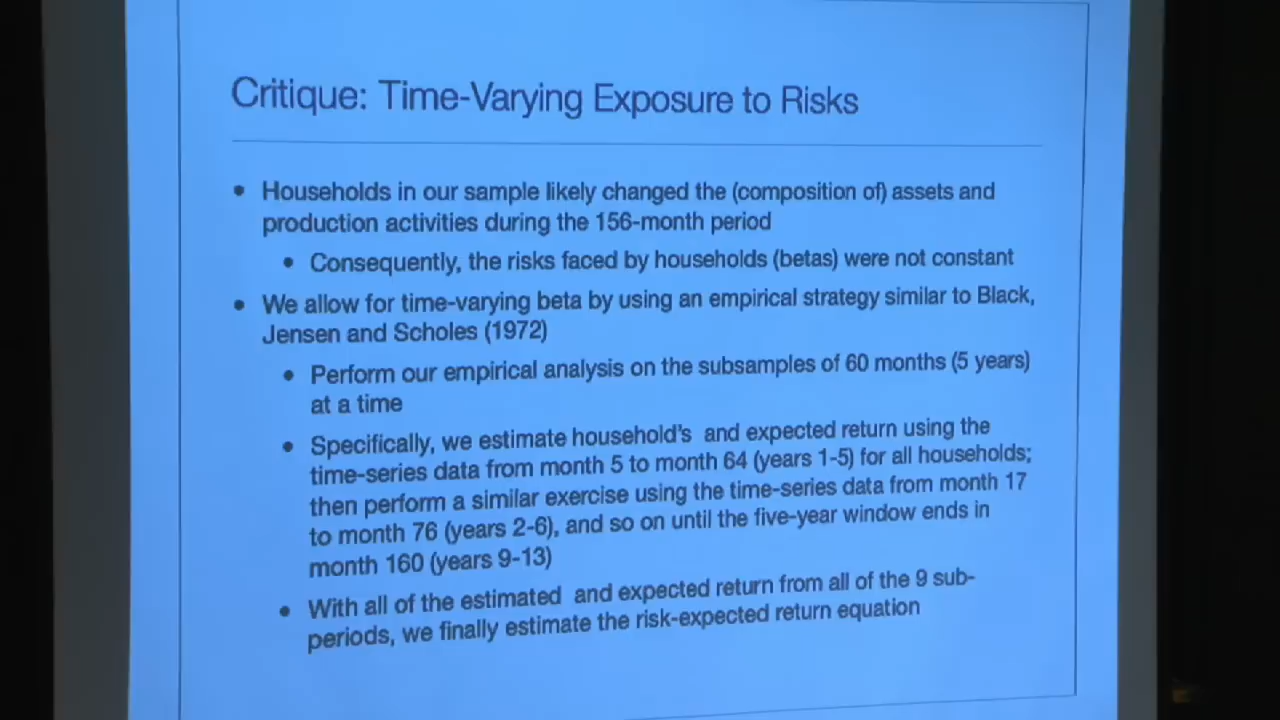 Critique: Time-Varying Exposure to Risks
• Households in our sample likely changed the (composition of) assets and
production activities during the 156-month period
• Consequently, the risks faced by households (betas) were not constant
• We allow for time-varying beta by using an empirical strategy similar to Black,
Jensen and Scholes (1972)
• Perform our empirical analysis on the subsamples of 60 months (5 years)
at a time
• Specifically, we estimate household's and expected return using the
time-series data from month 5 to month 64 (years 1-5) for all households;
then perform a similar exercise using the time-series data from month 17
to month 76 (years 2-6), and so on until the five-year window ends in
month 160 (years 9-13)
• With all of the estimated and expected return from all of the 9 sub-
periods, we finally estimate the risk-expected return equation